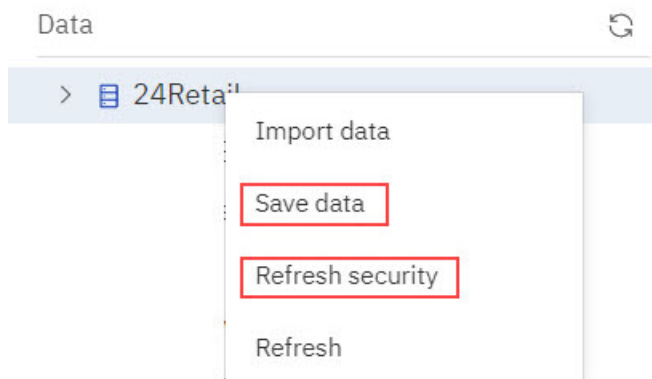 Data
24Retail
Import data
Save data
Refresh security
Refresh